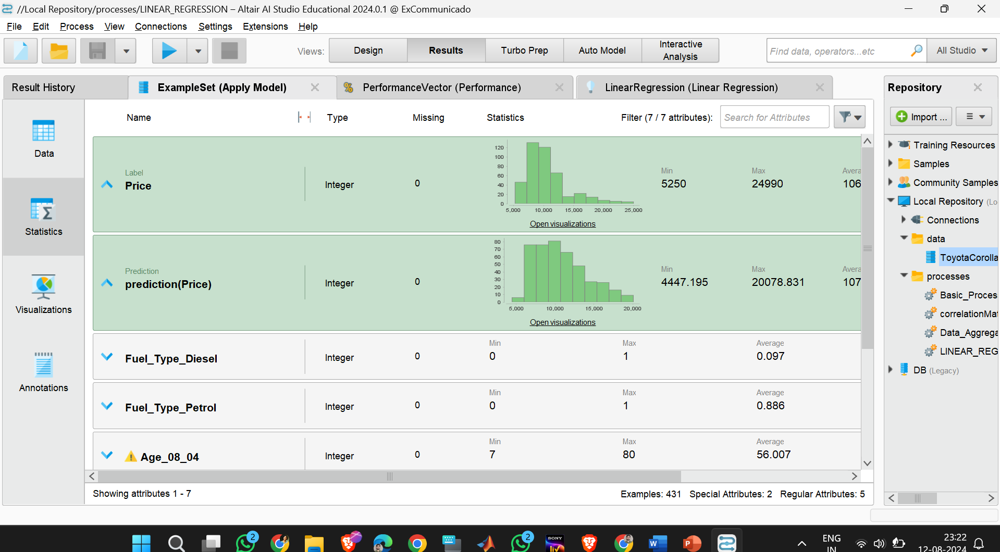 //Local Repository/processes/LINEAR_REGRESSION – Altair AI Studio Educational 2024.0.1 @ ExCommunicado
File Edit Process View Connections Settings Extensions Help
Views: Design Results Turbo Prep Auto Model Interactive Analysis Find data, operators...etc All Studio
Result History ExampleSet (Apply Model) PerformanceVector (Performance) LinearRegression (Linear Regression) Repository
Name Type Missing Statistics Filter (7 / 7 attributes): Search for Attributes
Import ...
Data
Statistics
Visualizations
Annotations
Label
Price Integer 0
120
100
80
60
40
20
0
5,000 10,000 15,000 20,000 25,000
Open visualizations
Min Max Avera
5250 24990 106
Prediction
prediction(Price) Integer 0
80
70
60
50
40
30
20
10
0
5,000 10,000 15,000 20,000
Open visualizations
Min Max Avera
4447.195 20078.831 107
Min Max Average
Fuel_Type_Diesel Integer 0 0 1 0.097
Min Max Average
Fuel_Type_Petrol Integer 0 0 1 0.886
Min Max Average
Age_08_04 Integer 0 7 80 56.007
Showing attributes 1 - 7 Examples: 431 Special Attributes: 2 Regular Attributes: 5
Training Resources
Samples
Community Samples
Local Repository (Lo
Connections
data
ToyotaCorolla
processes
Basic_Proces
correlationMat
Data_Aggrega
LINEAR_REG
DB (Legacy)
2
2
SONY
liv
ENG
IN
23:22
12-08-2024